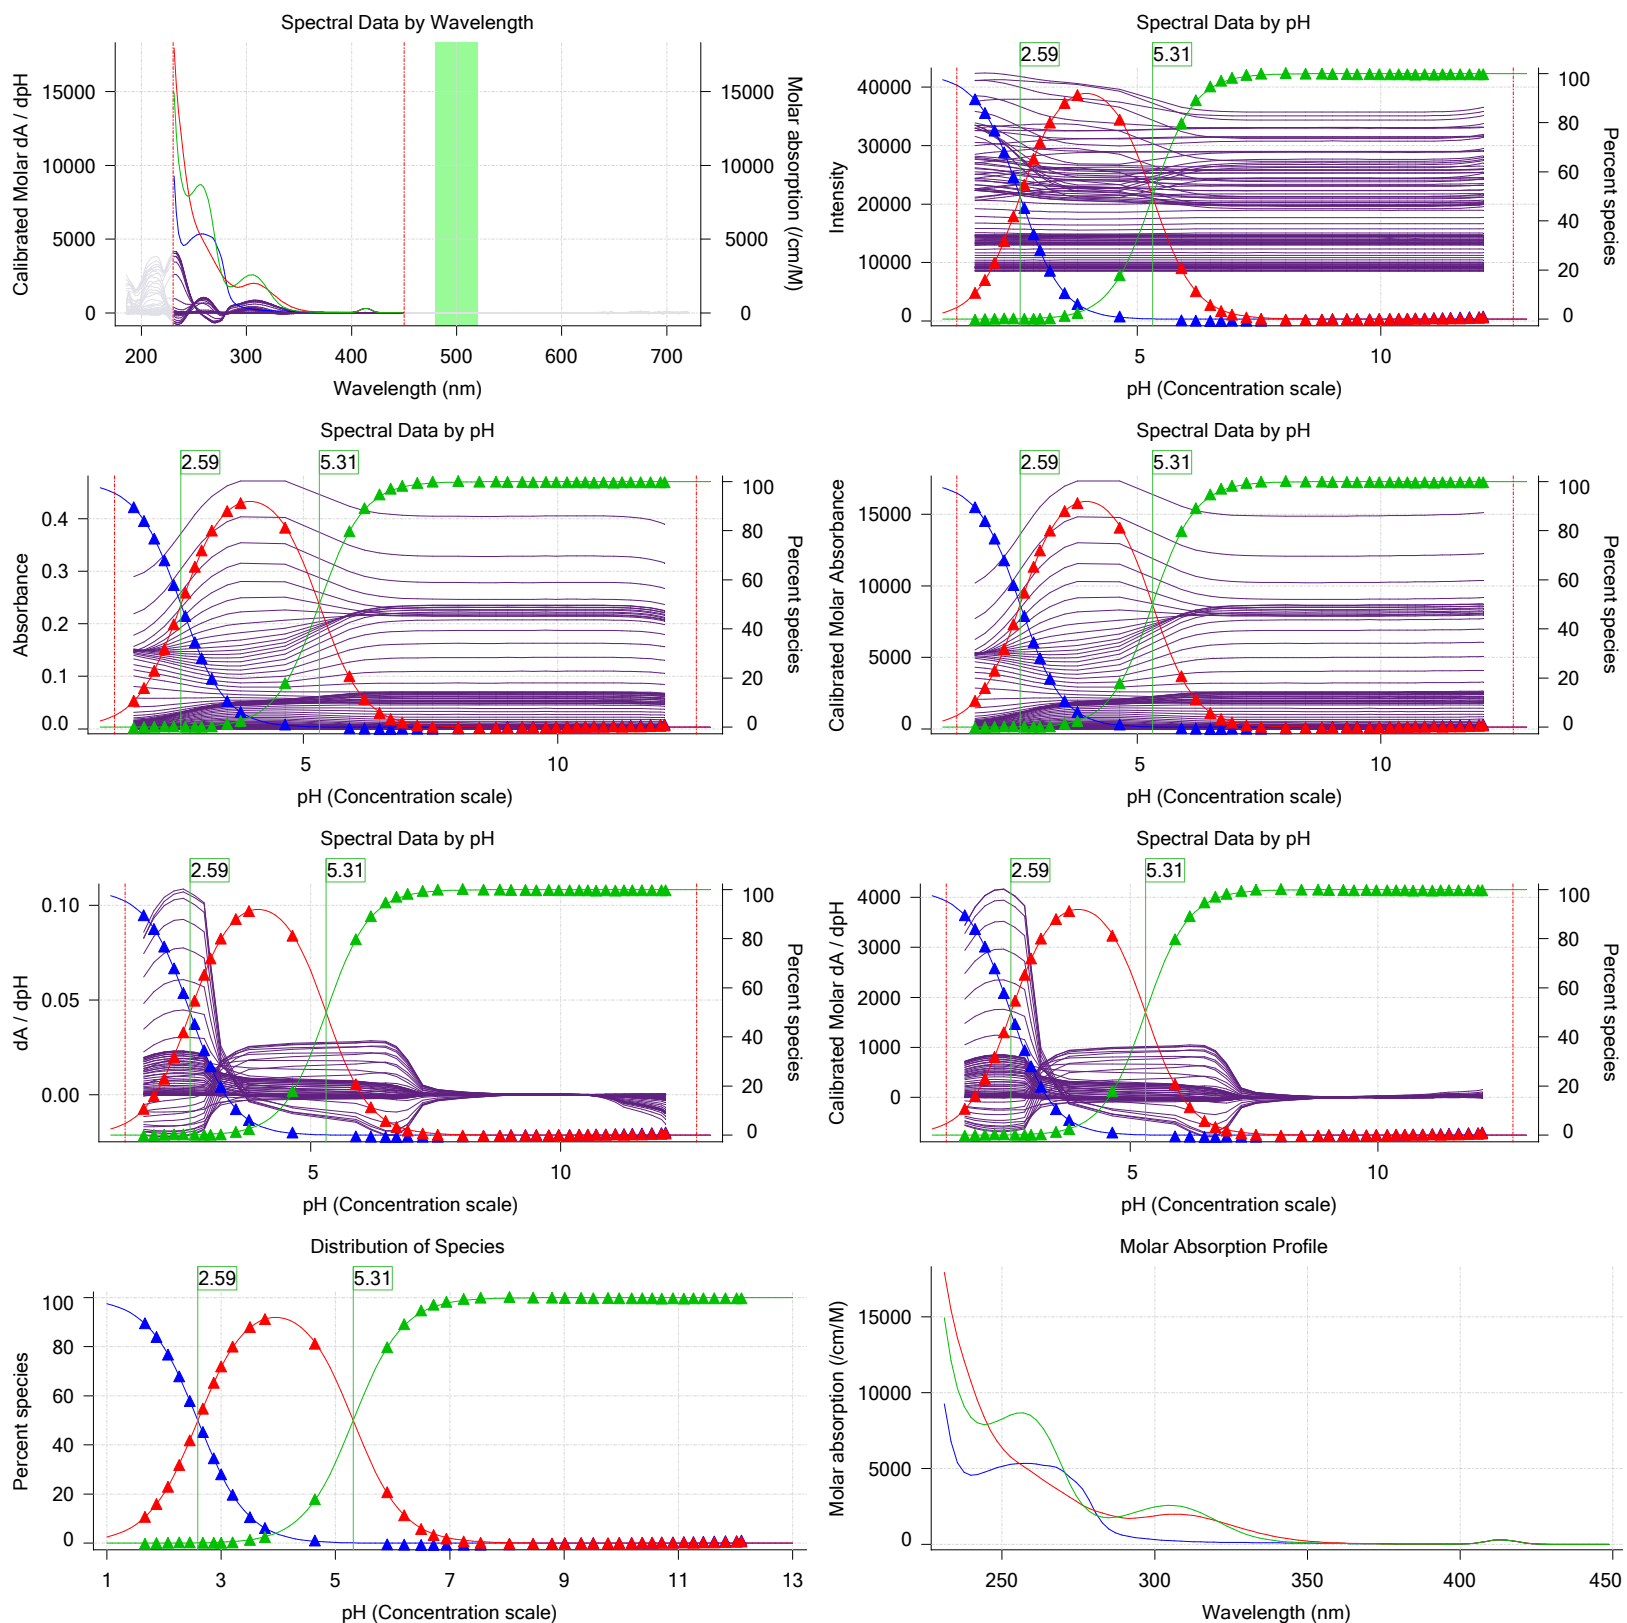 Spectral Data by Wavelength
Calibrated Molar dA / dpH
15000
10000
5000
0
15000
10000
5000
0
Molar absorption (/cm/M)
200 300 400 500 600 700
Wavelength (nm)
Spectral Data by pH
2.59 5.31
Intensity
40000
30000
20000
10000
0
100
80
60
40
20
0
Percent species
5 10
pH (Concentration scale)
Spectral Data by pH
2.59 5.31
Absorbance
0.4
0.3
0.2
0.1
0.0
100
80
60
40
20
0
Percent species
5 10
pH (Concentration scale)
Spectral Data by pH
2.59 5.31
Calibrated Molar Absorbance
15000
10000
5000
0
100
80
60
40
20
0
Percent species
5 10
pH (Concentration scale)
Spectral Data by pH
2.59 5.31
dA / dpH
0.10
0.05
0.00
100
80
60
40
20
0
Percent species
5 10
pH (Concentration scale)
Spectral Data by pH
2.59 5.31
Calibrated Molar dA / dpH
4000
3000
2000
1000
0
100
80
60
40
20
0
Percent species
5 10
pH (Concentration scale)
Distribution of Species
2.59 5.31
Percent species
100
80
60
40
20
0
1 3 5 7 9 11 13
pH (Concentration scale)
Molar Absorption Profile
Molar absorption (/cm/M)
15000
10000
5000
0
250 300 350 400 450
Wavelength (nm)